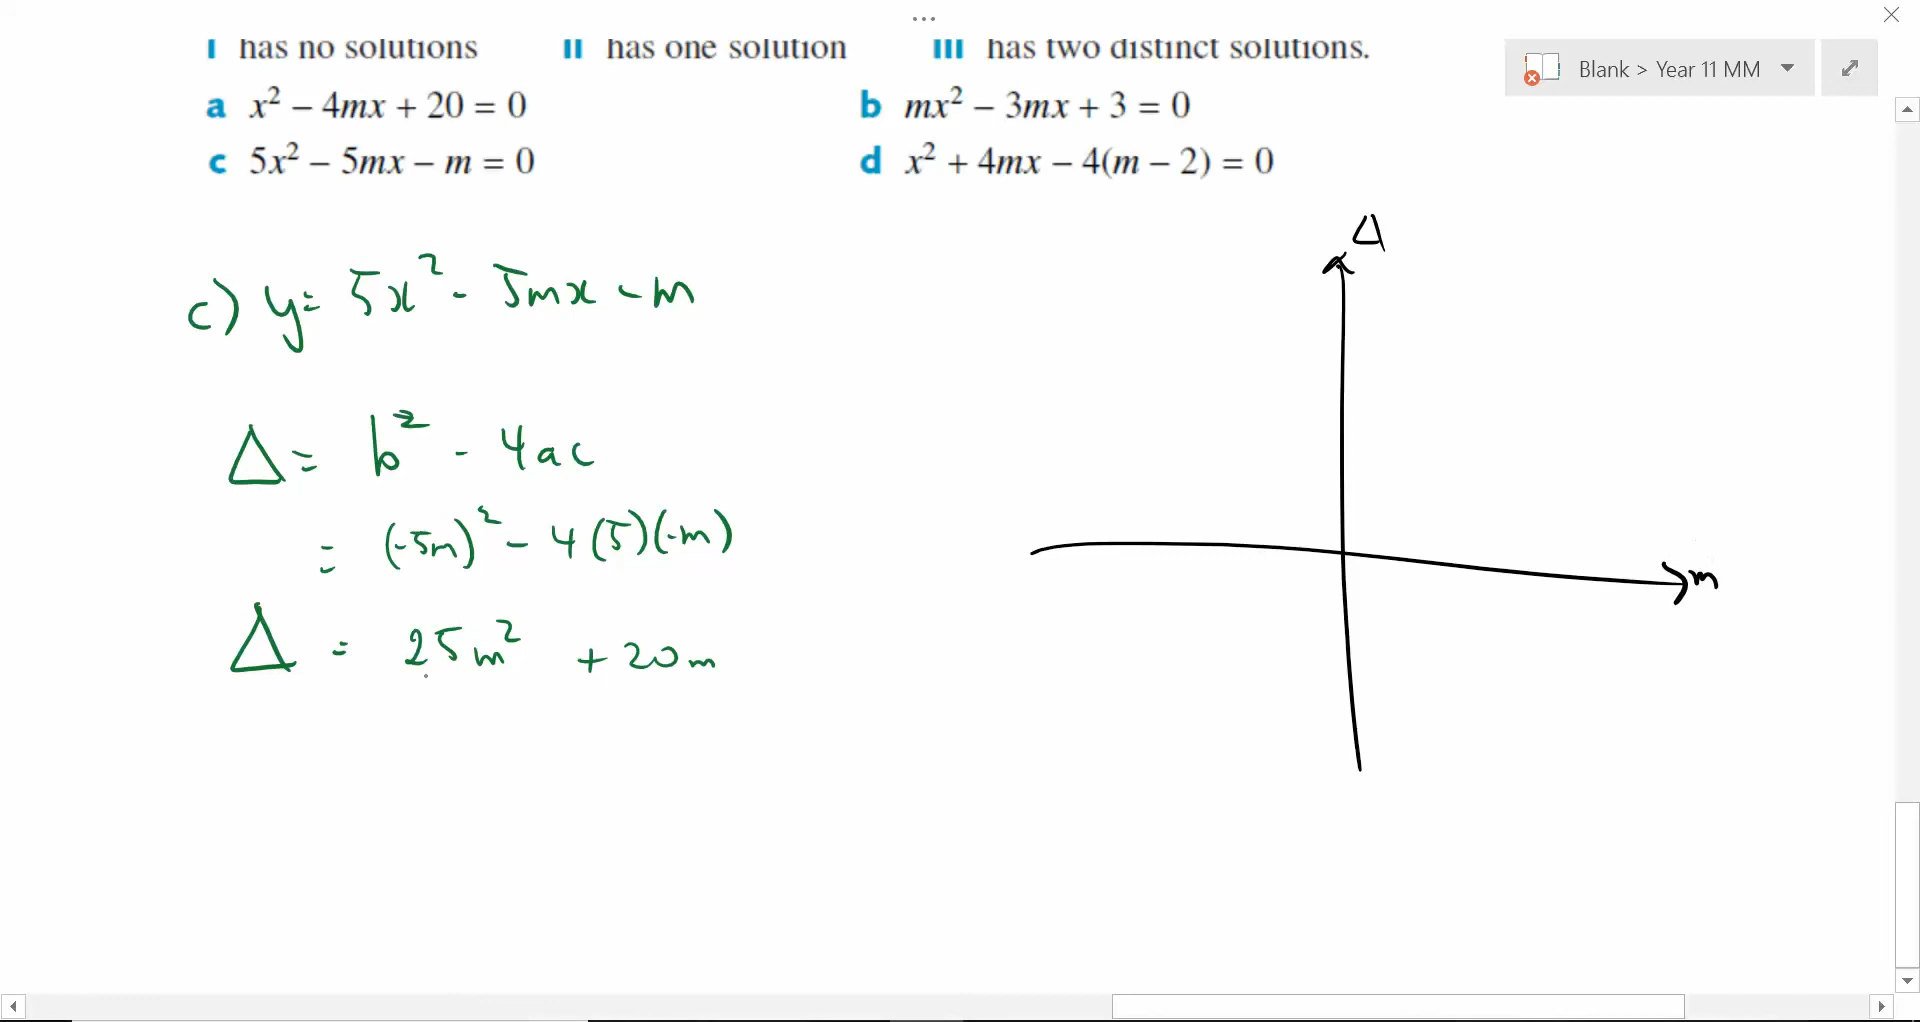 I has no solutions II has one solution III has two distinct solutions.
Blank > Year 11 MM
a x² – 4mx + 20 = 0 b mx² – 3mx + 3 = 0
c 5x² – 5mx – m = 0 d x² + 4mx – 4(m – 2) = 0
Δ
c) y = 5x² - 5mx - m
Δ = b² - 4ac
= (-5m)² - 4(5)(-m)
m
Δ = 25m² + 20m